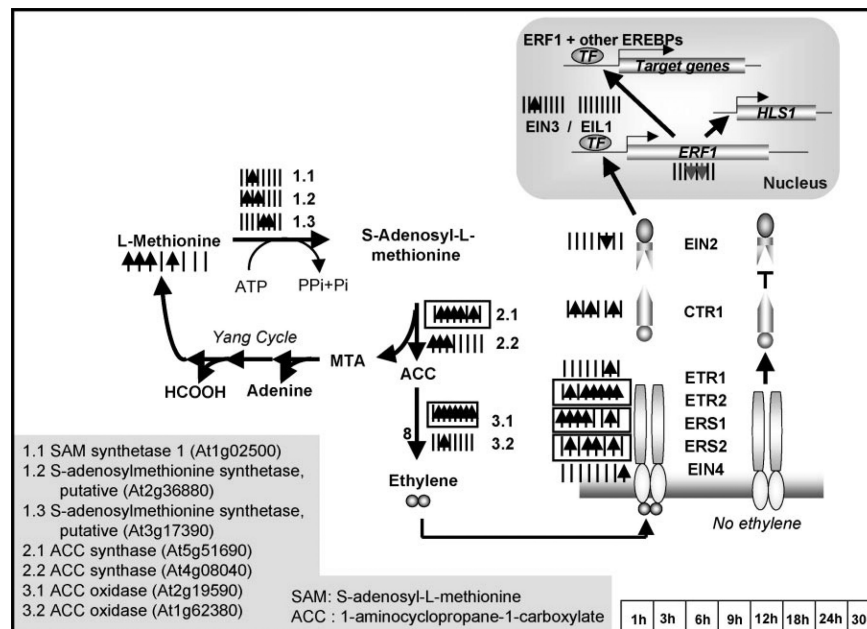 ERF1 + other EREBPs
TF
Target genes
HLS1
EIN3 / EIL1
TF
ERF1
Nucleus
1.1
1.2
1.3
L-Methionine
S-Adenosyl-L-
methionine
ATP
PPi+Pi
EIN2
CTR1
2.1
2.2
Yang Cycle
MTA
ACC
HCOOH
Adenine
ETR1
ETR2
ERS1
ERS2
EIN4
3.1
3.2
8
Ethylene
No ethylene
1.1 SAM synthetase 1 (At1g02500)
1.2 S-adenosylmethionine synthetase,
putative (At2g36880)
1.3 S-adenosylmethionine synthetase,
putative (At3g17390)
2.1 ACC synthase (At5g51690)
2.2 ACC synthase (At4g08040)
3.1 ACC oxidase (At2g19590)
3.2 ACC oxidase (At1g62380)
SAM: S-adenosyl-L-methionine
ACC : 1-aminocyclopropane-1-carboxylate
1h 3h 6h 9h 12h 18h 24h 30